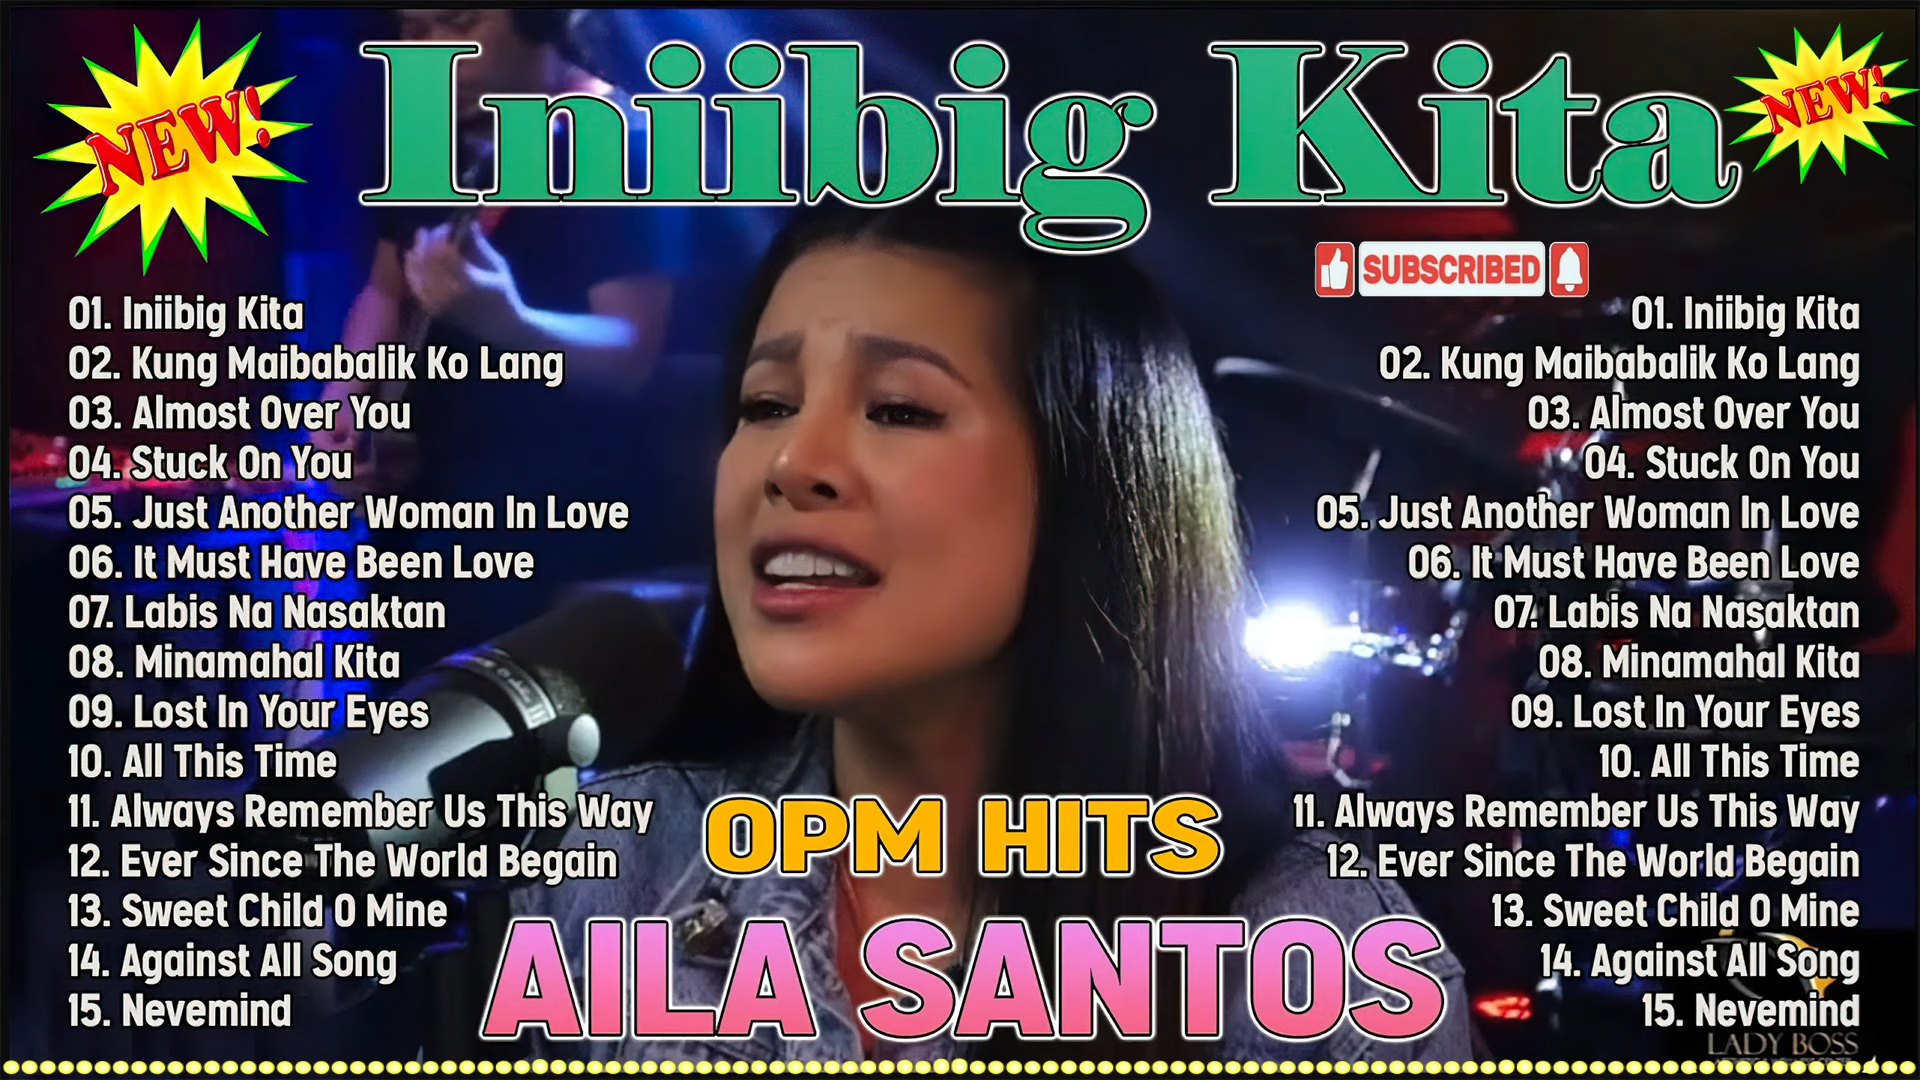 NEW!
Iniibig Kita
NEW!
SUBSCRIBED
01. Iniibig Kita
02. Kung Maibabalik Ko Lang
03. Almost Over You
04. Stuck On You
05. Just Another Woman In Love
06. It Must Have Been Love
07. Labis Na Nasaktan
08. Minamahal Kita
09. Lost In Your Eyes
10. All This Time
11. Always Remember Us This Way
12. Ever Since The World Begain
13. Sweet Child O Mine
14. Against All Song
15. Nevemind
01. Iniibig Kita
02. Kung Maibabalik Ko Lang
03. Almost Over You
04. Stuck On You
05. Just Another Woman In Love
06. It Must Have Been Love
07. Labis Na Nasaktan
08. Minamahal Kita
09. Lost In Your Eyes
10. All This Time
11. Always Remember Us This Way
12. Ever Since The World Begain
13. Sweet Child O Mine
14. Against All Song
15. Nevemind
OPM HITS
AILA SANTOS
LADY BOSS